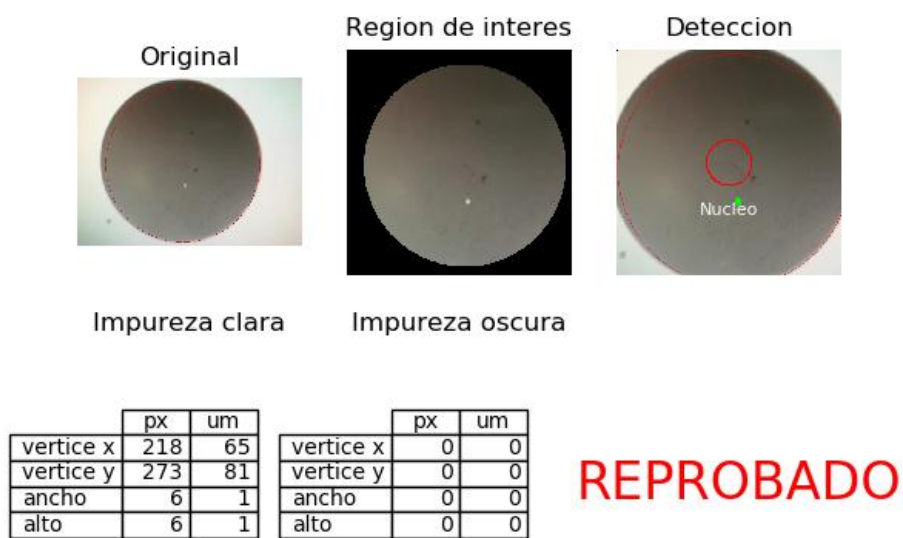 Original
Region de interes
Deteccion
Nucleo
Impureza clara
Impureza oscura
px um
vertice x 218 65
vertice y 273 81
ancho 6 1
alto 6 1
px um
vertice x 0 0
vertice y 0 0
ancho 0 0
alto 0 0
REPROBADO